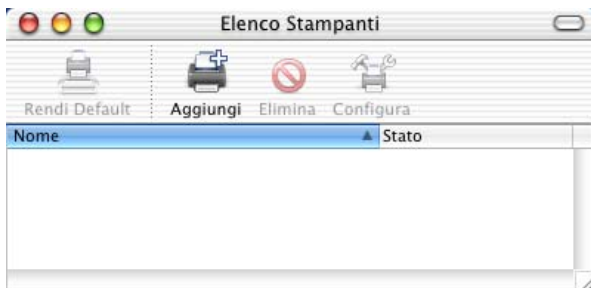 Elenco Stampanti
Rendi Default Aggiungi Elimina Configura
Nome Stato